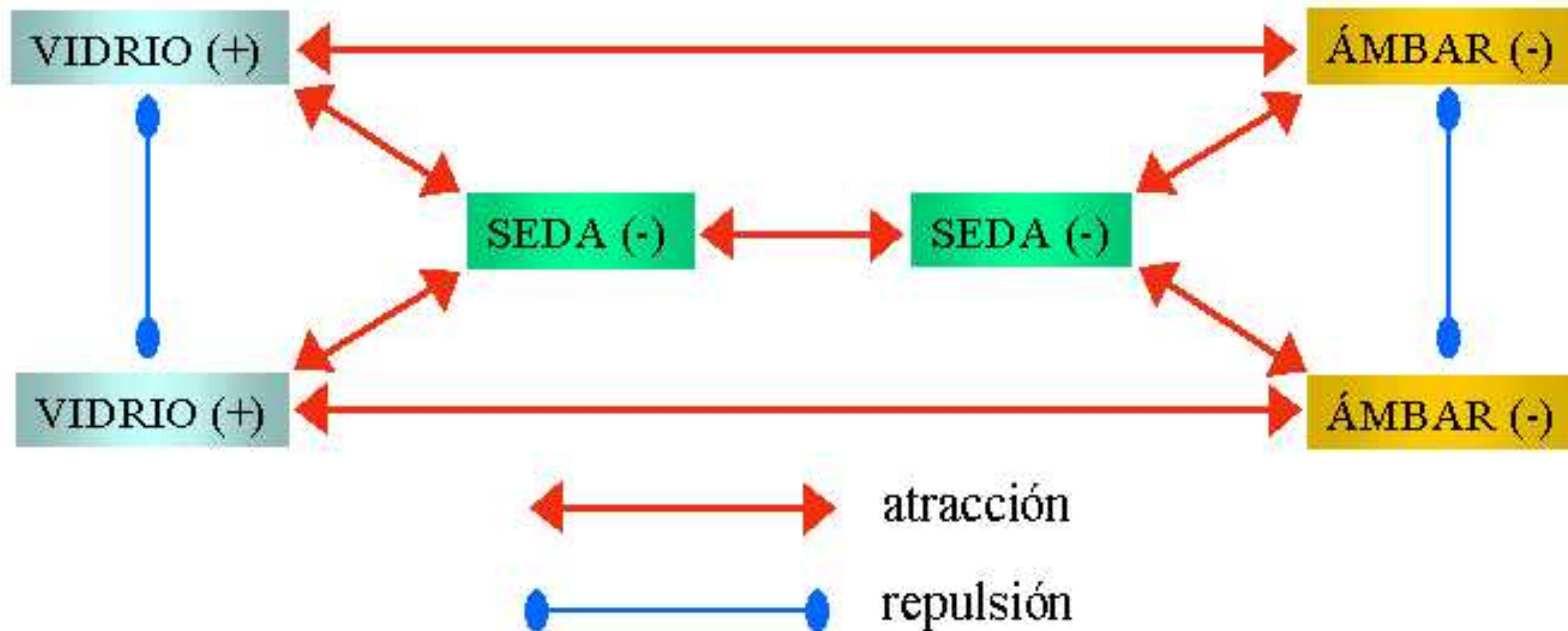 VIDRIO (+)
ÁMBAR (-)
SEDA (-)
SEDA (-)
VIDRIO (+)
ÁMBAR (-)
atracción
repulsión